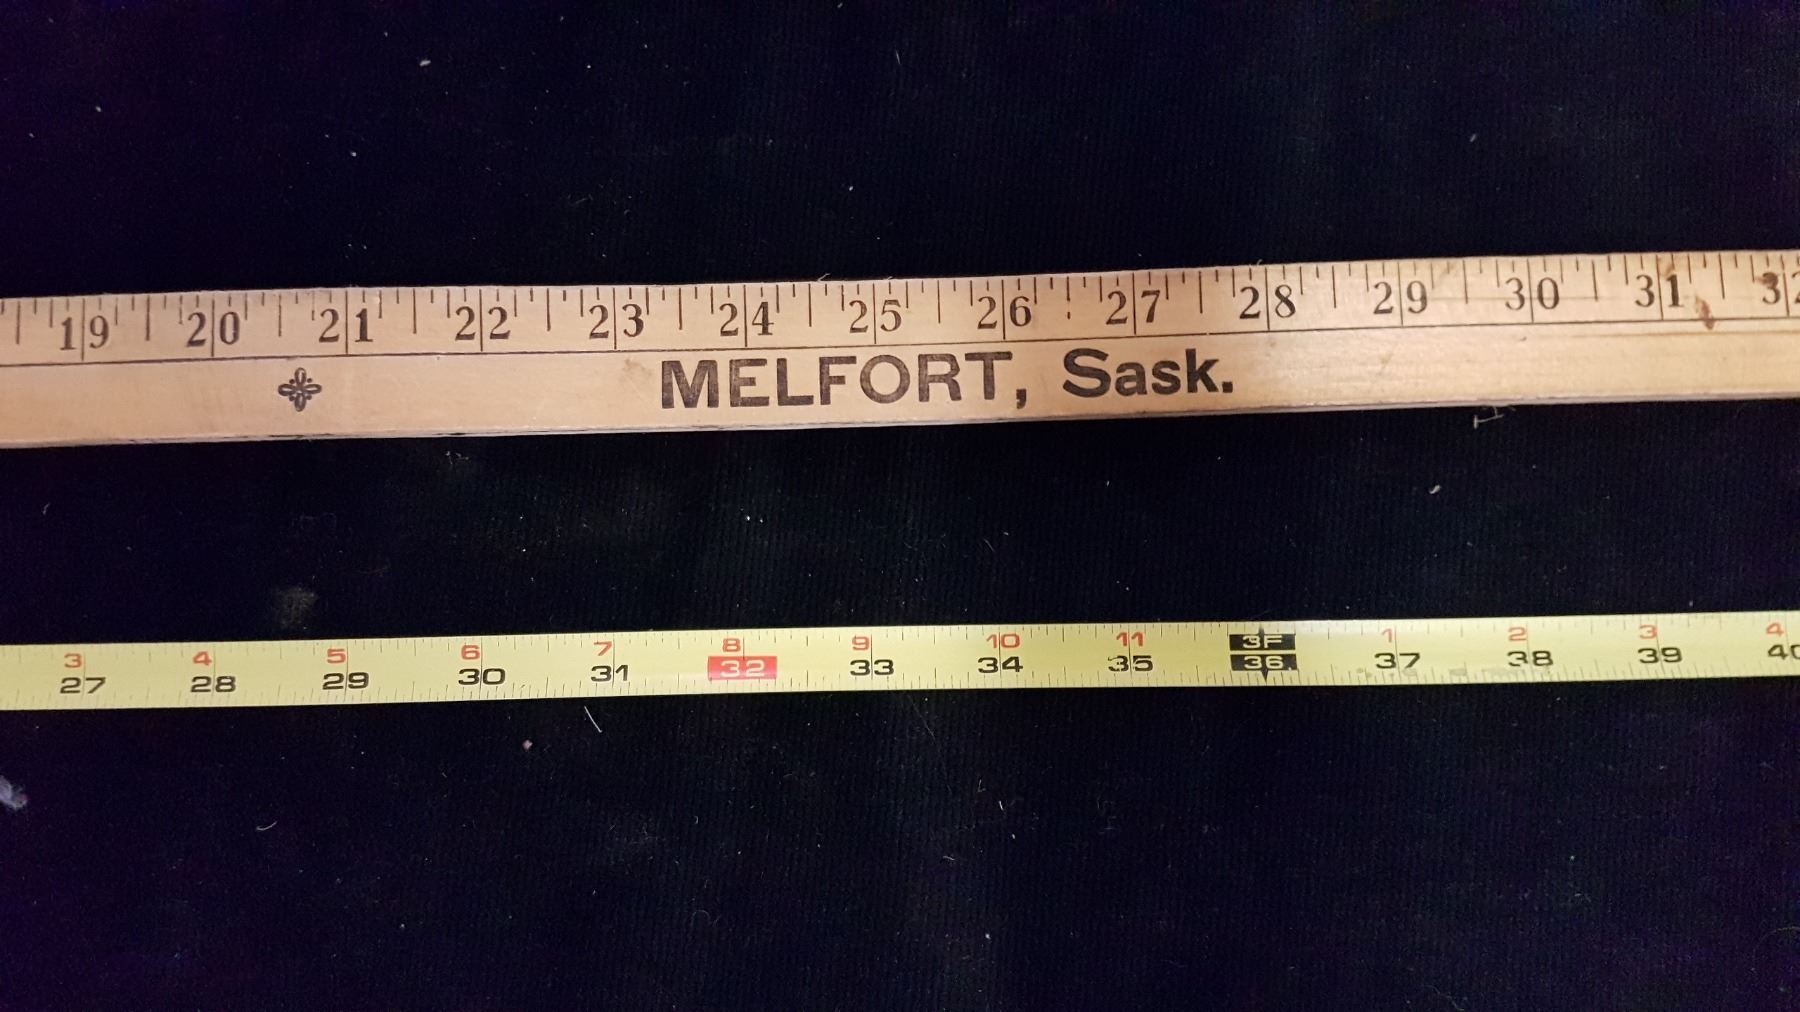 19 20 21 22 23 24 25 26 27 28 29 30 31 32
MELFORT, Sask.
3 4 5 6 7 8 9 10 11 3F 1 2 3 4
27 28 29 30 31 32 33 34 35 36 37 38 39 40